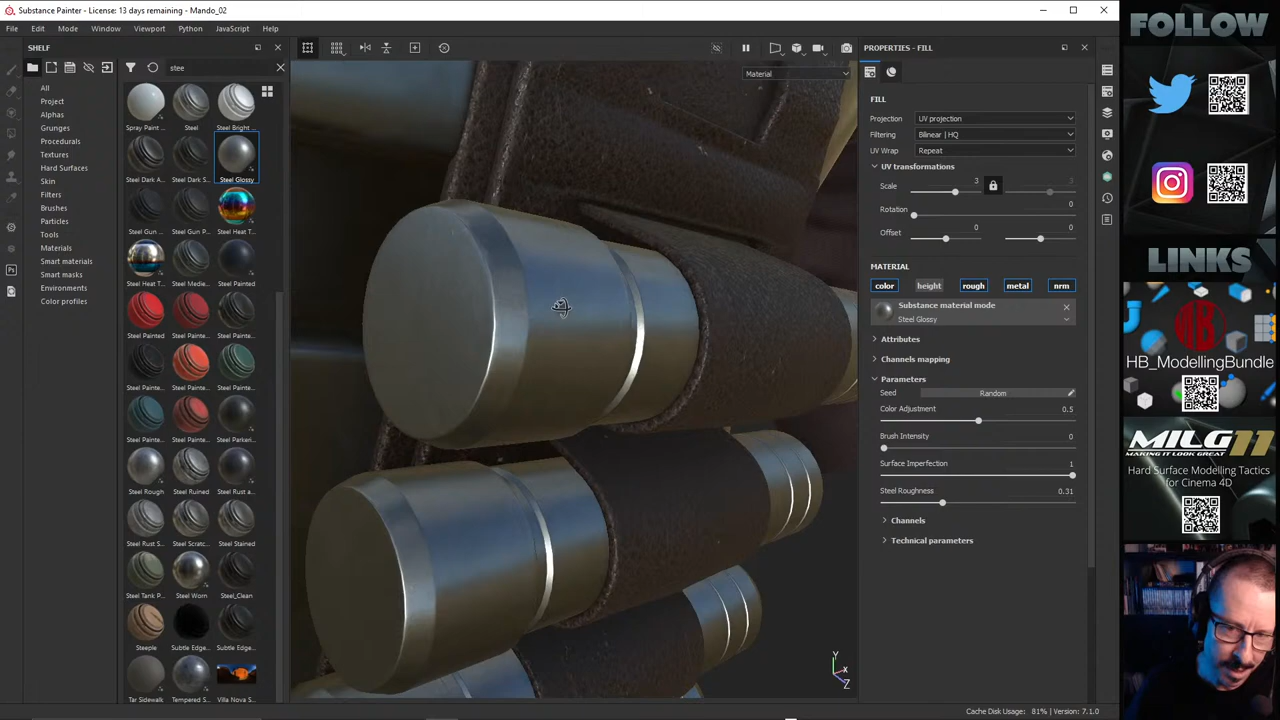 Substance Painter - License: 13 days remaining - Mando_02
File Edit Mode Window Viewport Python JavaScript Help
SHELF
stee
All
Project
Alphas
Grunges
Procedurals
Textures
Hard Surfaces
Skin
Filters
Brushes
Particles
Tools
Materials
Smart materials
Smart masks
Environments
Color profiles
Spray Paint ... Steel Steel Bright ...
Steel Dark A... Steel Dark S... Steel Glossy
Steel Gun ... Steel Gun P... Steel Heat T...
Steel Heat T... Steel Medie... Steel Painted
Steel Painted Steel Painte... Steel Painte...
Steel Painte... Steel Painte... Steel Painte...
Steel Painte... Steel Painte... Steel Parkeri...
Steel Rough Steel Ruined Steel Rust a...
Steel Rust S... Steel Scratc... Steel Stained
Steel Tank P... Steel Worn Steel_Clean
Steeple Subtle Edge... Subtle Edge...
Tar Sidewalk Tempered S... Villa Nova S...
Ps
Material
Y
X
Z
PROPERTIES - FILL
FILL
Projection UV projection
Filtering Bilinear | HQ
UV Wrap Repeat
UV transformations
Scale 3 3
Rotation 0
Offset 0 0
MATERIAL
color height rough metal nrm
Substance material mode
Steel Glossy
Attributes
Channels mapping
Parameters
Seed Random
Color Adjustment 0.5
Brush Intensity 0
Surface Imperfection 1
Steel Roughness 0.31
Channels
Technical parameters
Cache Disk Usage: 81% | Version: 7.1.0
FOLLOW
LINKS
HB
HB_ModellingBundle
MILG11
MAKING IT LOOK GREAT
Hard Surface Modelling Tactics
for Cinema 4D